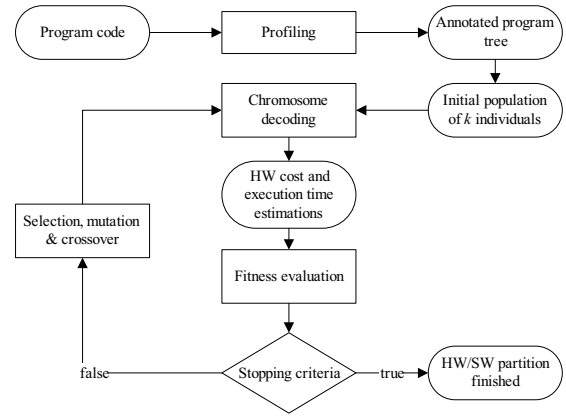 Program code
Profiling
Annotated program
tree
Chromosome
decoding
Initial population
of k individuals
HW cost and
execution time
estimations
Selection, mutation
& crossover
Fitness evaluation
false
Stopping criteria
true
HW/SW partition
finished